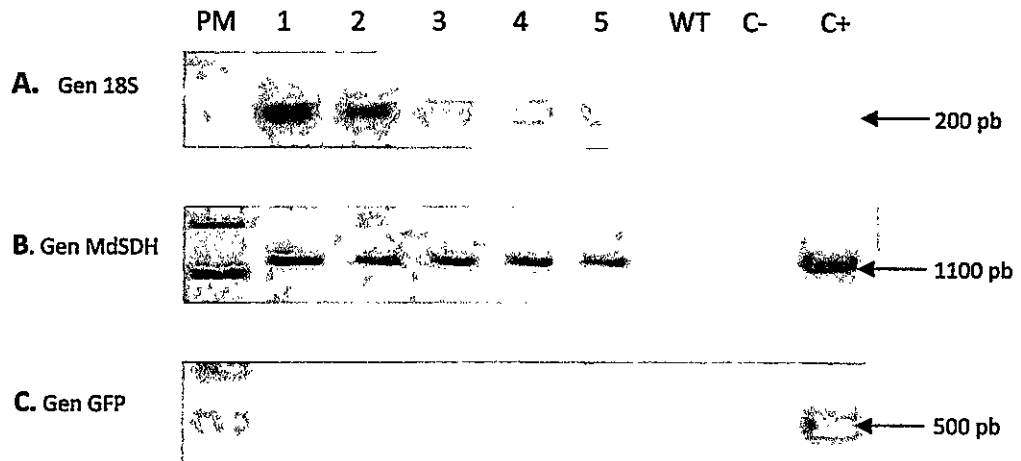 PM 1 2 3 4 5 WT C- C+
A. Gen 18S
200 pb
B. Gen MdSDH
1100 pb
C. Gen GFP
500 pb